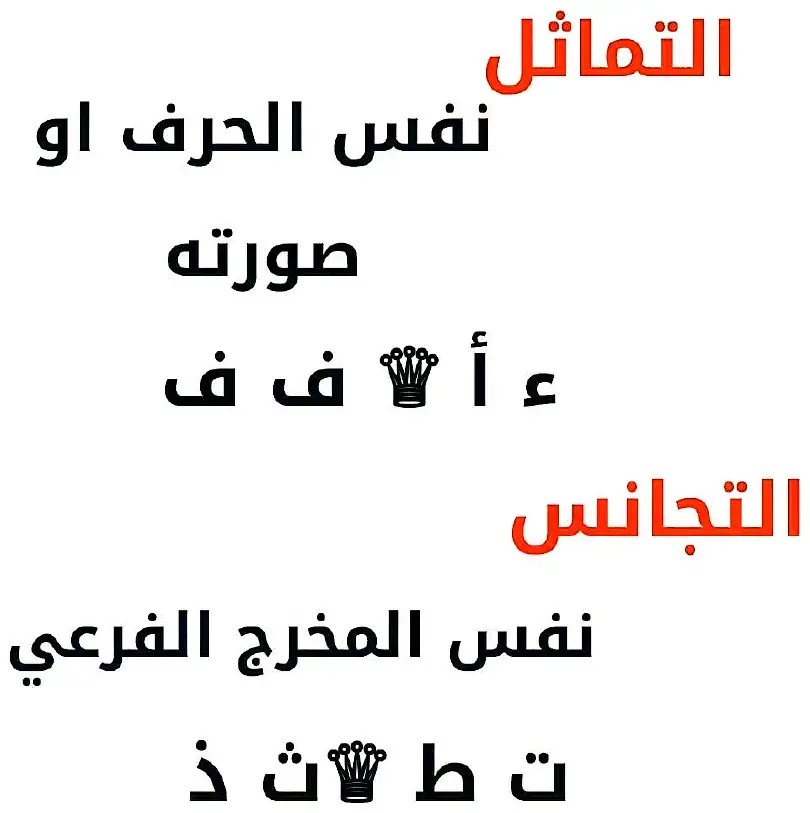 التماثل
نفس الحرف او
صورته
ء أ ♛ ف ف
التجانس
نفس المخرج الفرعي
ت ط ♛ ث ذ